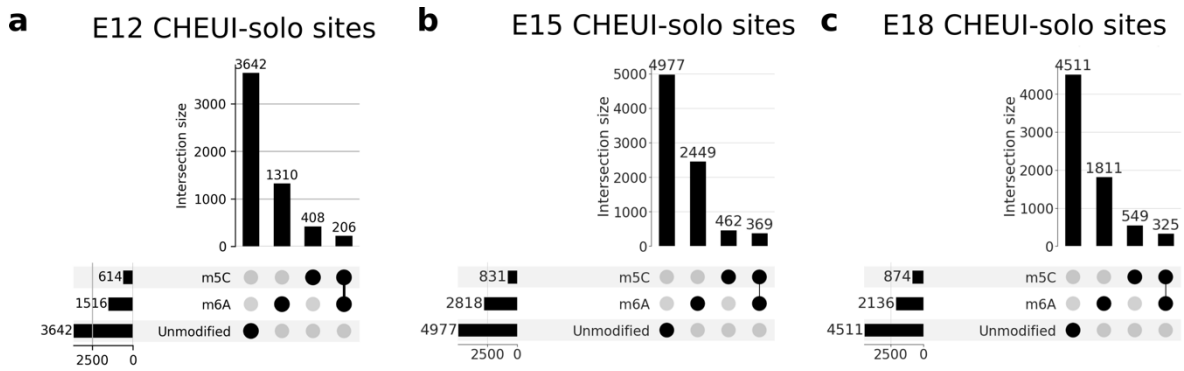 a
E12 CHEUI-solo sites
Intersection size
3000
2000
1000
0
3642
1310
408
206
614
m5C
1516
m6A
3642
Unmodified
2500 0
b
E15 CHEUI-solo sites
Intersection size
5000
4000
3000
2000
1000
0
4977
2449
462
369
831
m5C
2818
m6A
4977
Unmodified
2500 0
c
E18 CHEUI-solo sites
Intersection size
4000
3000
2000
1000
0
4511
1811
549
325
874
m5C
2136
m6A
4511
Unmodified
2500 0